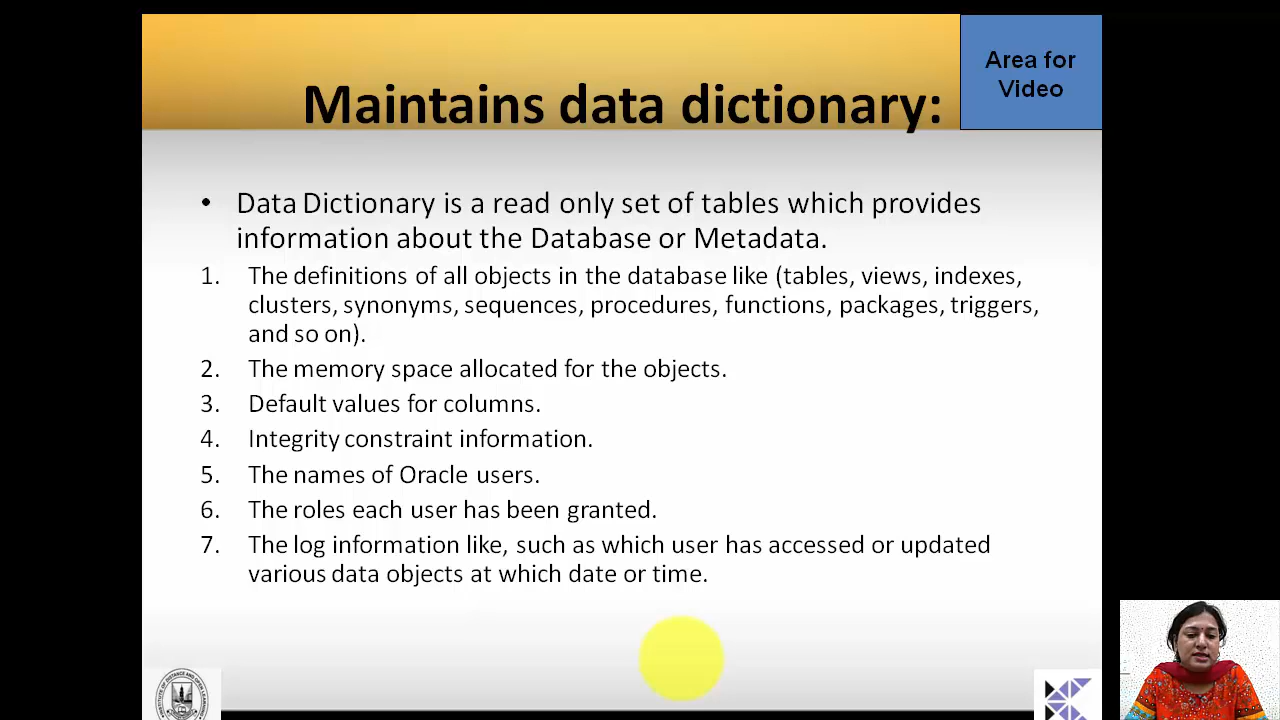 Area for
Video
Maintains data dictionary:
• Data Dictionary is a read only set of tables which provides
information about the Database or Metadata.
1. The definitions of all objects in the database like (tables, views, indexes,
clusters, synonyms, sequences, procedures, functions, packages, triggers,
and so on).
2. The memory space allocated for the objects.
3. Default values for columns.
4. Integrity constraint information.
5. The names of Oracle users.
6. The roles each user has been granted.
7. The log information like, such as which user has accessed or updated
various data objects at which date or time.